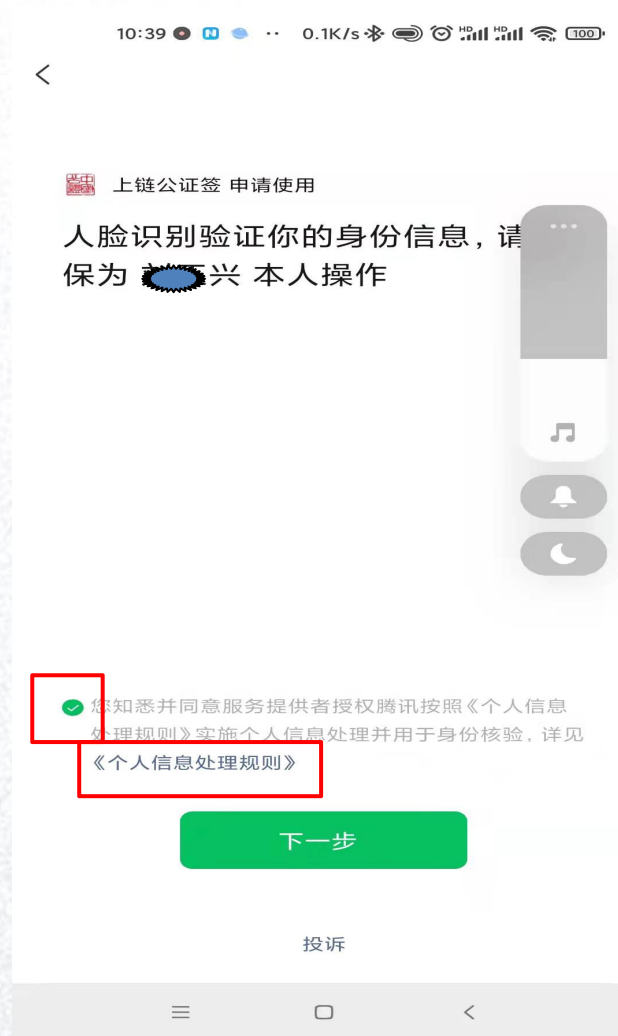 10:39 0.1K/s HD HD 100
上链公证签 申请使用
人脸识别验证你的身份信息，请
保为 兴 本人操作
您知悉并同意服务提供者授权腾讯按照《个人信息
处理规则》实施个人信息处理并用于身份核验，详见
《个人信息处理规则》
下一步
投诉